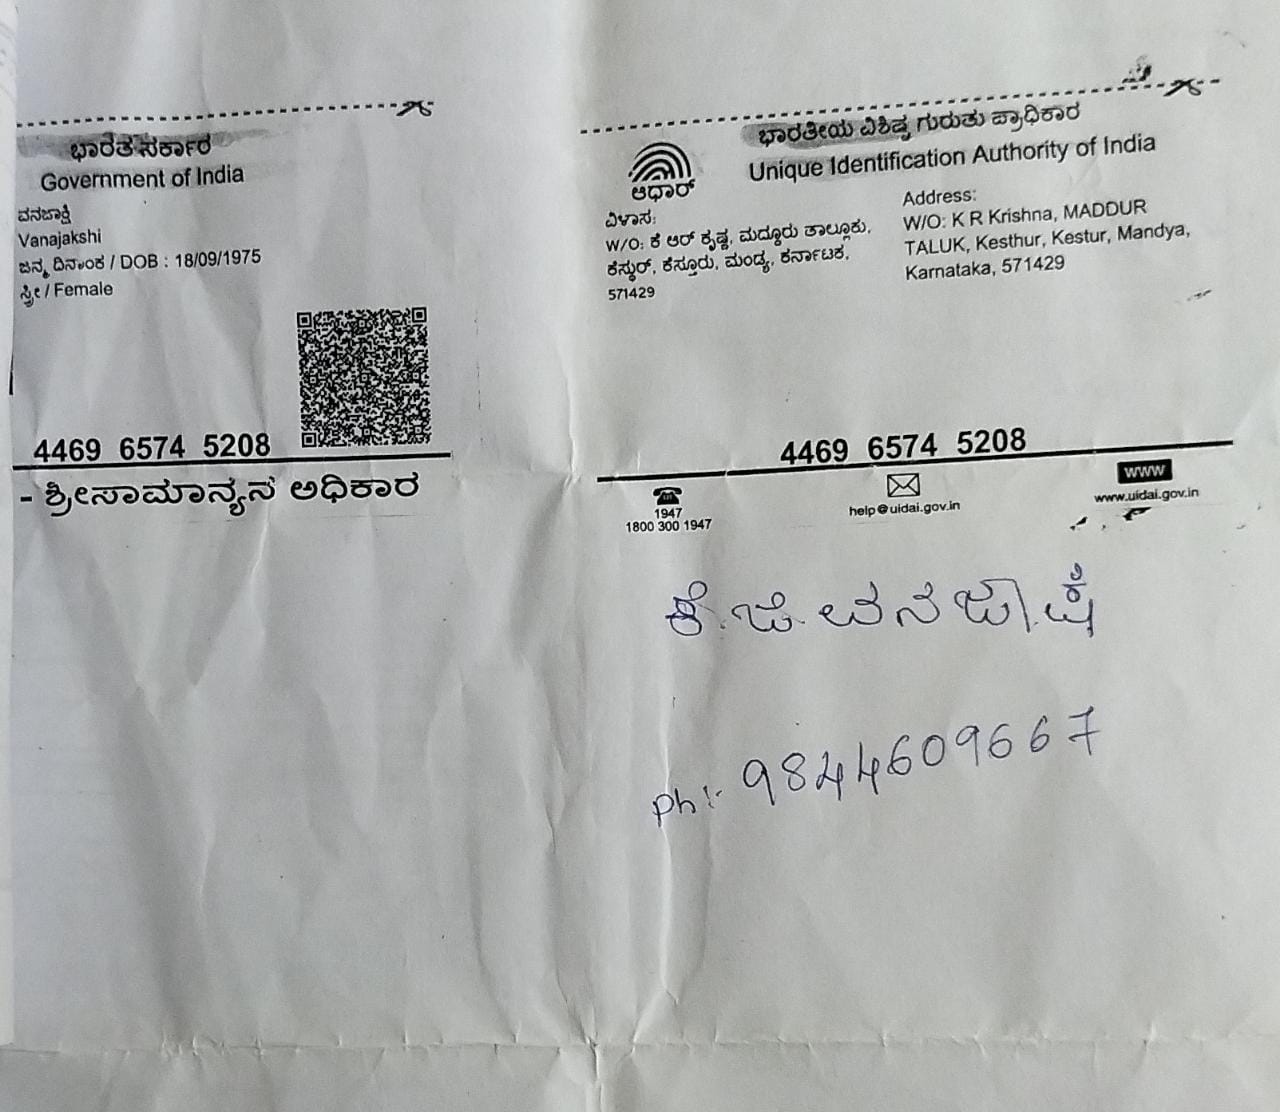 ಭಾರತ ಸರ್ಕಾರ
Government of India
ವನಜಾಕ್ಷಿ
Vanajakshi
ಜನ್ಮ ದಿನಾಂಕ / DOB : 18/09/1975
ಸ್ತ್ರೀ / Female
4469 6574 5208
- ಶ್ರೀಸಾಮಾನ್ಯನ ಅಧಿಕಾರ
ಭಾರತೀಯ ವಿಶಿಷ್ಟ ಗುರುತು ಪ್ರಾಧಿಕಾರ
Unique Identification Authority of India
ಆಧಾರ್
ವಿಳಾಸ:
W/O: ಕೆ ಆರ್ ಕೃಷ್ಣ, ಮದ್ದೂರು ತಾಲ್ಲೂಕು,
ಕೆಸ್ಥುರ್, ಕೆಸ್ತೂರು, ಮಂಡ್ಯ, ಕರ್ನಾಟಕ,
571429
Address:
W/O: K R Krishna, MADDUR
TALUK, Kesthur, Kestur, Mandya,
Karnataka, 571429
4469 6574 5208
1947
1800 300 1947
help@uidai.gov.in
www
www.uidai.gov.in
ಕೆ.ಜೆ.ವನಜಾಕ್ಷಿ
Ph:- 9844609667